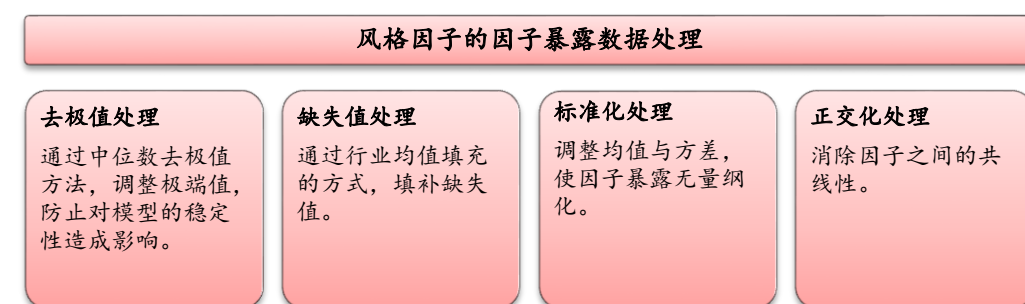 风格因子的因子暴露数据处理
去极值处理
通过中位数去极值
方法，调整极端值，
防止对模型的稳定
性造成影响。
缺失值处理
通过行业均值填充
的方式，填补缺失
值。
标准化处理
调整均值与方差，
使因子暴露无量纲
化。
正交化处理
消除因子之间的共
线性。